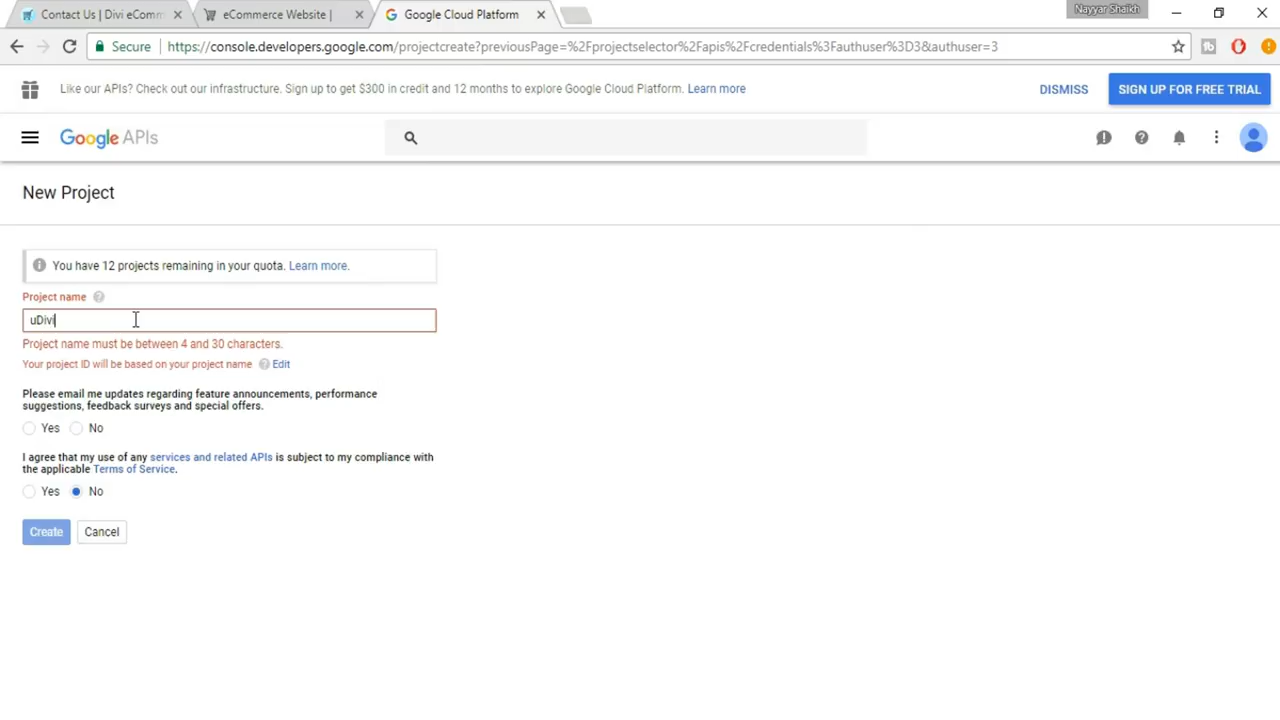 Contact Us | Divi eComm
eCommerce Website |
Google Cloud Platform
Nayyar Shaikh
Secure
https://console.developers.google.com/projectcreate?previousPage=%2Fprojectselector%2Fapis%2Fcredentials%3Fauthuser%3D3&authuser=3
Like our APIs? Check out our infrastructure. Sign up to get $300 in credit and 12 months to explore Google Cloud Platform. Learn more
DISMISS
SIGN UP FOR FREE TRIAL
Google APIs
New Project
You have 12 projects remaining in your quota. Learn more.
Project name
uDivi
Project name must be between 4 and 30 characters.
Your project ID will be based on your project name Edit
Please email me updates regarding feature announcements, performance
suggestions, feedback surveys and special offers.
Yes No
I agree that my use of any services and related APIs is subject to my compliance with
the applicable Terms of Service.
Yes No
Create Cancel